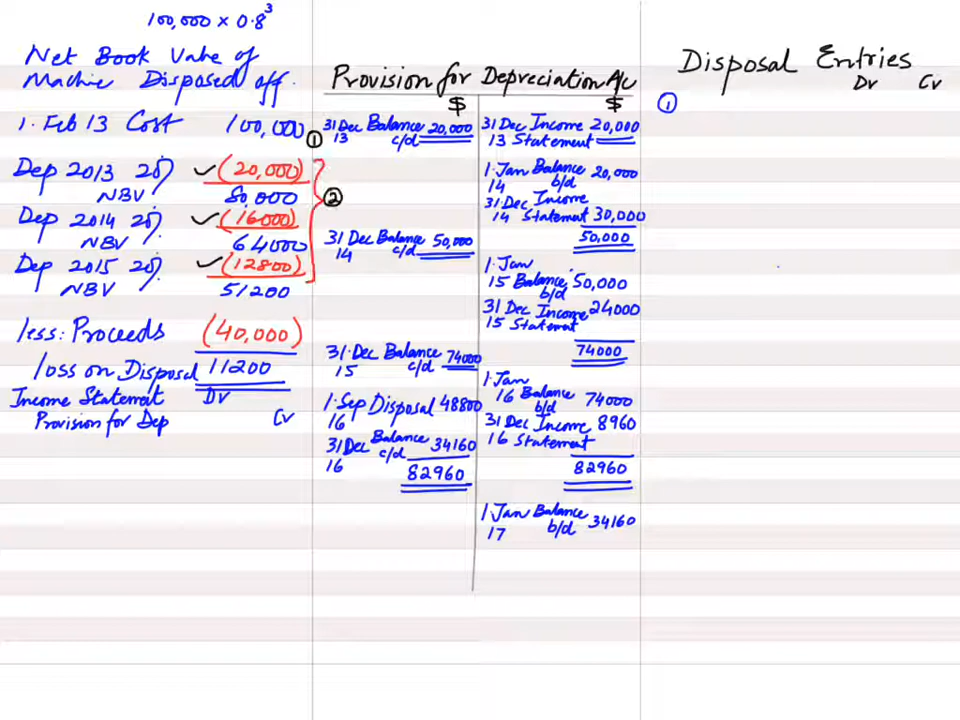 100,000 × 0.8³
Net Book Value of
Machie Disposed off.
1. Feb 13 Cost 100,000 ①
Dep 2013 20% ✓(20,000)
NBV 80,000 ②
Dep 2014 20% ✓(16000)
NBV 64000
Dep 2015 20% ✓(12800)
NBV 51200
less: Proceeds (40,000)
loss on Disposal 11200
Income Statemat Dr
Provision for Dep Cr
Provision for Depreciation A/c
$ $
31 Dec Balance 20,000
13 c/d
31 Dec Balance 50,000
14 c/d
31. Dec Balance 74000
15 c/d
1. Sep Disposal 48800
16
31 Dec Balance 34160
16 c/d
82960
31 Dec Income 20,000
13 Statement
1. Jan Balance 20,000
14 b/d
31 Dec Income
14 Statement 30,000
50,000
1. Jan
15 Balance 50,000
b/d
31 Dec Income 24000
15 Statemat
74000
1. Jan
16 Balance 74000
b/d
31 Dec Income 8960
16 Statement
82960
1 Jan Balance 34160
17 b/d
Disposal Entries
Dr Cr
①